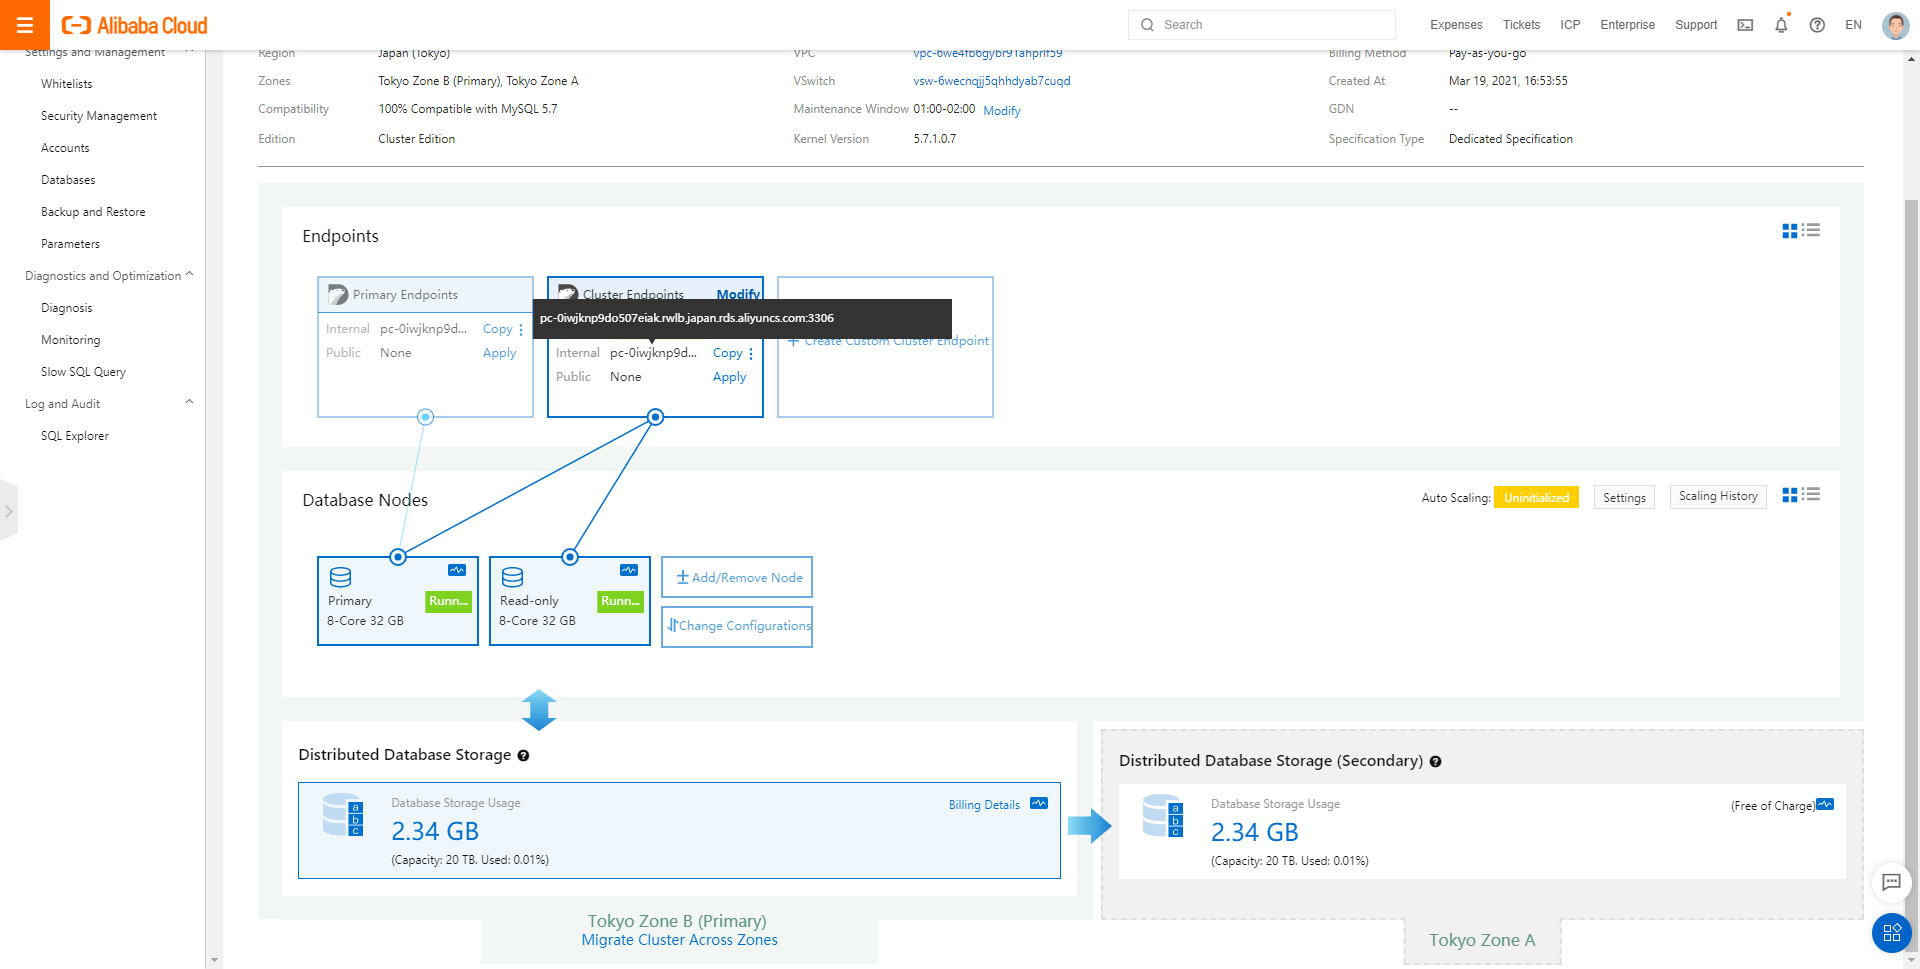 Alibaba Cloud
Search
Expenses
Tickets
ICP
Enterprise
Support
EN
Settings and Management
Whitelists
Security Management
Accounts
Databases
Backup and Restore
Parameters
Diagnostics and Optimization
Diagnosis
Monitoring
Slow SQL Query
Log and Audit
SQL Explorer
Region Japan (Tokyo)
VPC vpc-6we4fb6gybr91ahprlf59
Billing Method Pay-as-you-go
Zones Tokyo Zone B (Primary), Tokyo Zone A
VSwitch vsw-6wecnqjj5qhhdyab7cuqd
Created At Mar 19, 2021, 16:53:55
Compatibility 100% Compatible with MySQL 5.7
Maintenance Window 01:00-02:00 Modify
GDN --
Edition Cluster Edition
Kernel Version 5.7.1.0.7
Specification Type Dedicated Specification
Endpoints
Primary Endpoints
Internal pc-0iwjknp9d... Copy
Public None Apply
Cluster Endpoints Modify
pc-0iwjknp9do507eiak.rwlb.japan.rds.aliyuncs.com:3306
Internal pc-0iwjknp9d... Copy
Public None Apply
+ Create Custom Cluster Endpoint
Database Nodes
Auto Scaling: Uninitialized
Settings
Scaling History
Primary Runn...
8-Core 32 GB
Read-only Runn...
8-Core 32 GB
Add/Remove Node
Change Configurations
Distributed Database Storage ?
Database Storage Usage
Billing Details
a
b
c
2.34 GB
(Capacity: 20 TB. Used: 0.01%)
Distributed Database Storage (Secondary) ?
Database Storage Usage
(Free of Charge)
a
b
c
2.34 GB
(Capacity: 20 TB. Used: 0.01%)
Tokyo Zone B (Primary)
Migrate Cluster Across Zones
Tokyo Zone A